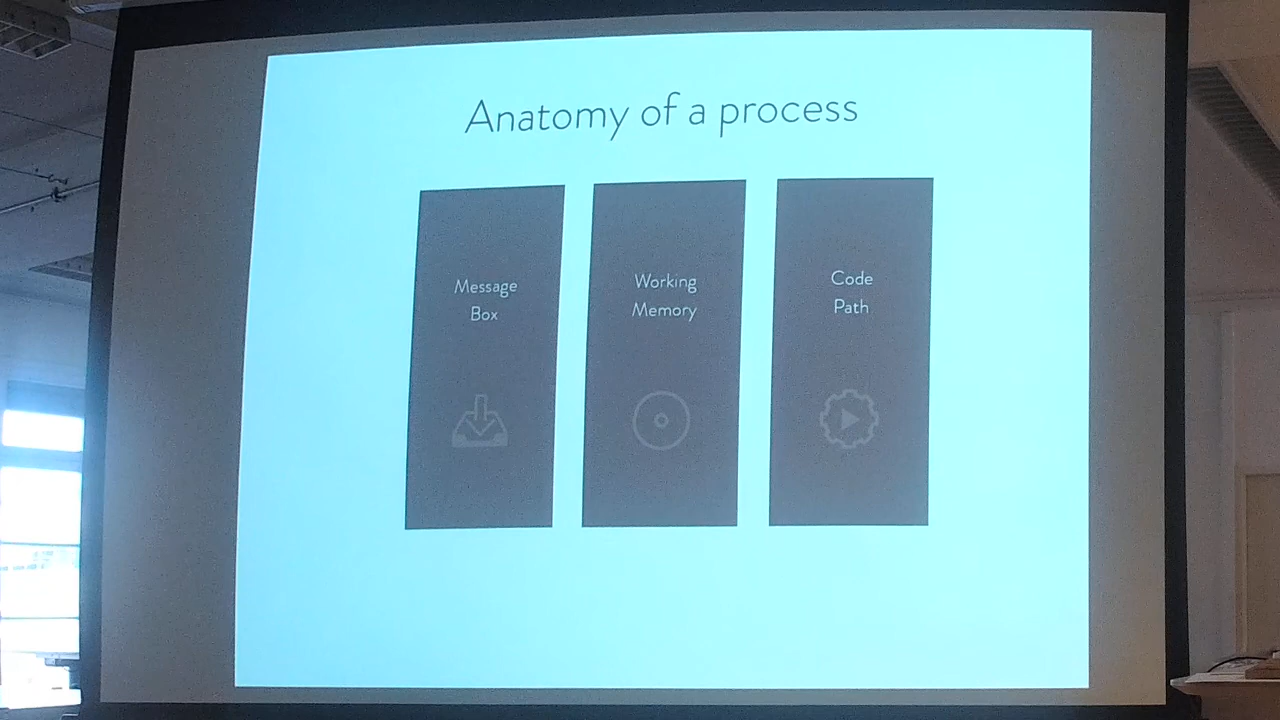 Anatomy of a process
Message
Box
Working
Memory
Code
Path